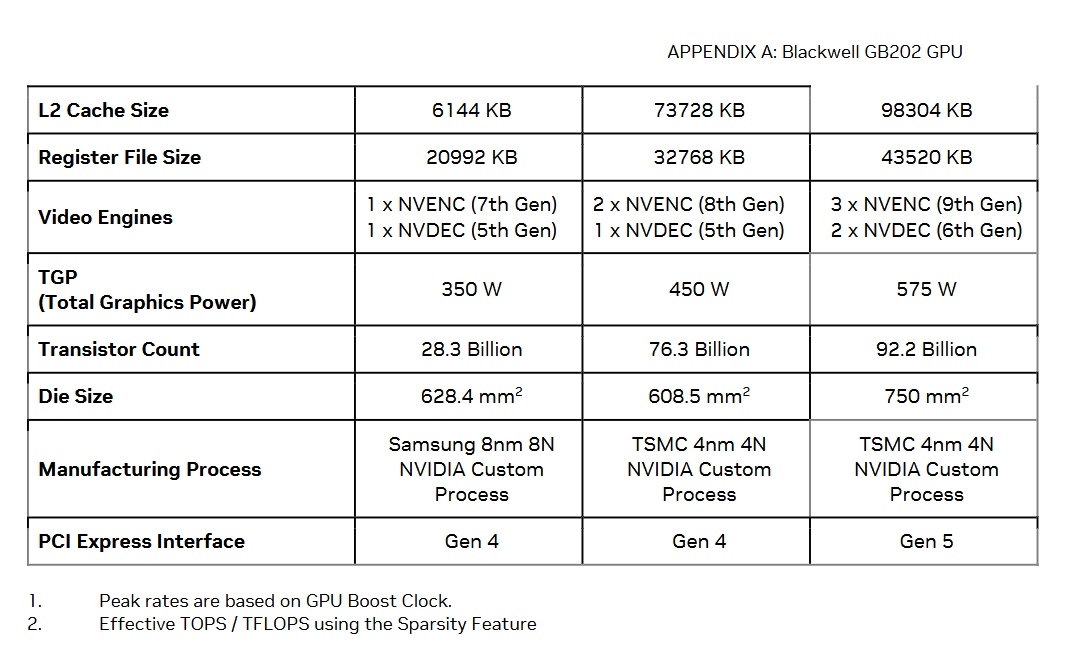 APPENDIX A: Blackwell GB202 GPU
L2 Cache Size 6144 KB 73728 KB 98304 KB
Register File Size 20992 KB 32768 KB 43520 KB
Video Engines 1 x NVENC (7th Gen) 2 x NVENC (8th Gen) 3 x NVENC (9th Gen)
1 x NVDEC (5th Gen) 1 x NVDEC (5th Gen) 2 x NVDEC (6th Gen)
TGP
(Total Graphics Power) 350 W 450 W 575 W
Transistor Count 28.3 Billion 76.3 Billion 92.2 Billion
Die Size 628.4 mm² 608.5 mm² 750 mm²
Manufacturing Process Samsung 8nm 8N TSMC 4nm 4N TSMC 4nm 4N
NVIDIA Custom NVIDIA Custom NVIDIA Custom
Process Process Process
PCI Express Interface Gen 4 Gen 4 Gen 5
1. Peak rates are based on GPU Boost Clock.
2. Effective TOPS / TFLOPS using the Sparsity Feature